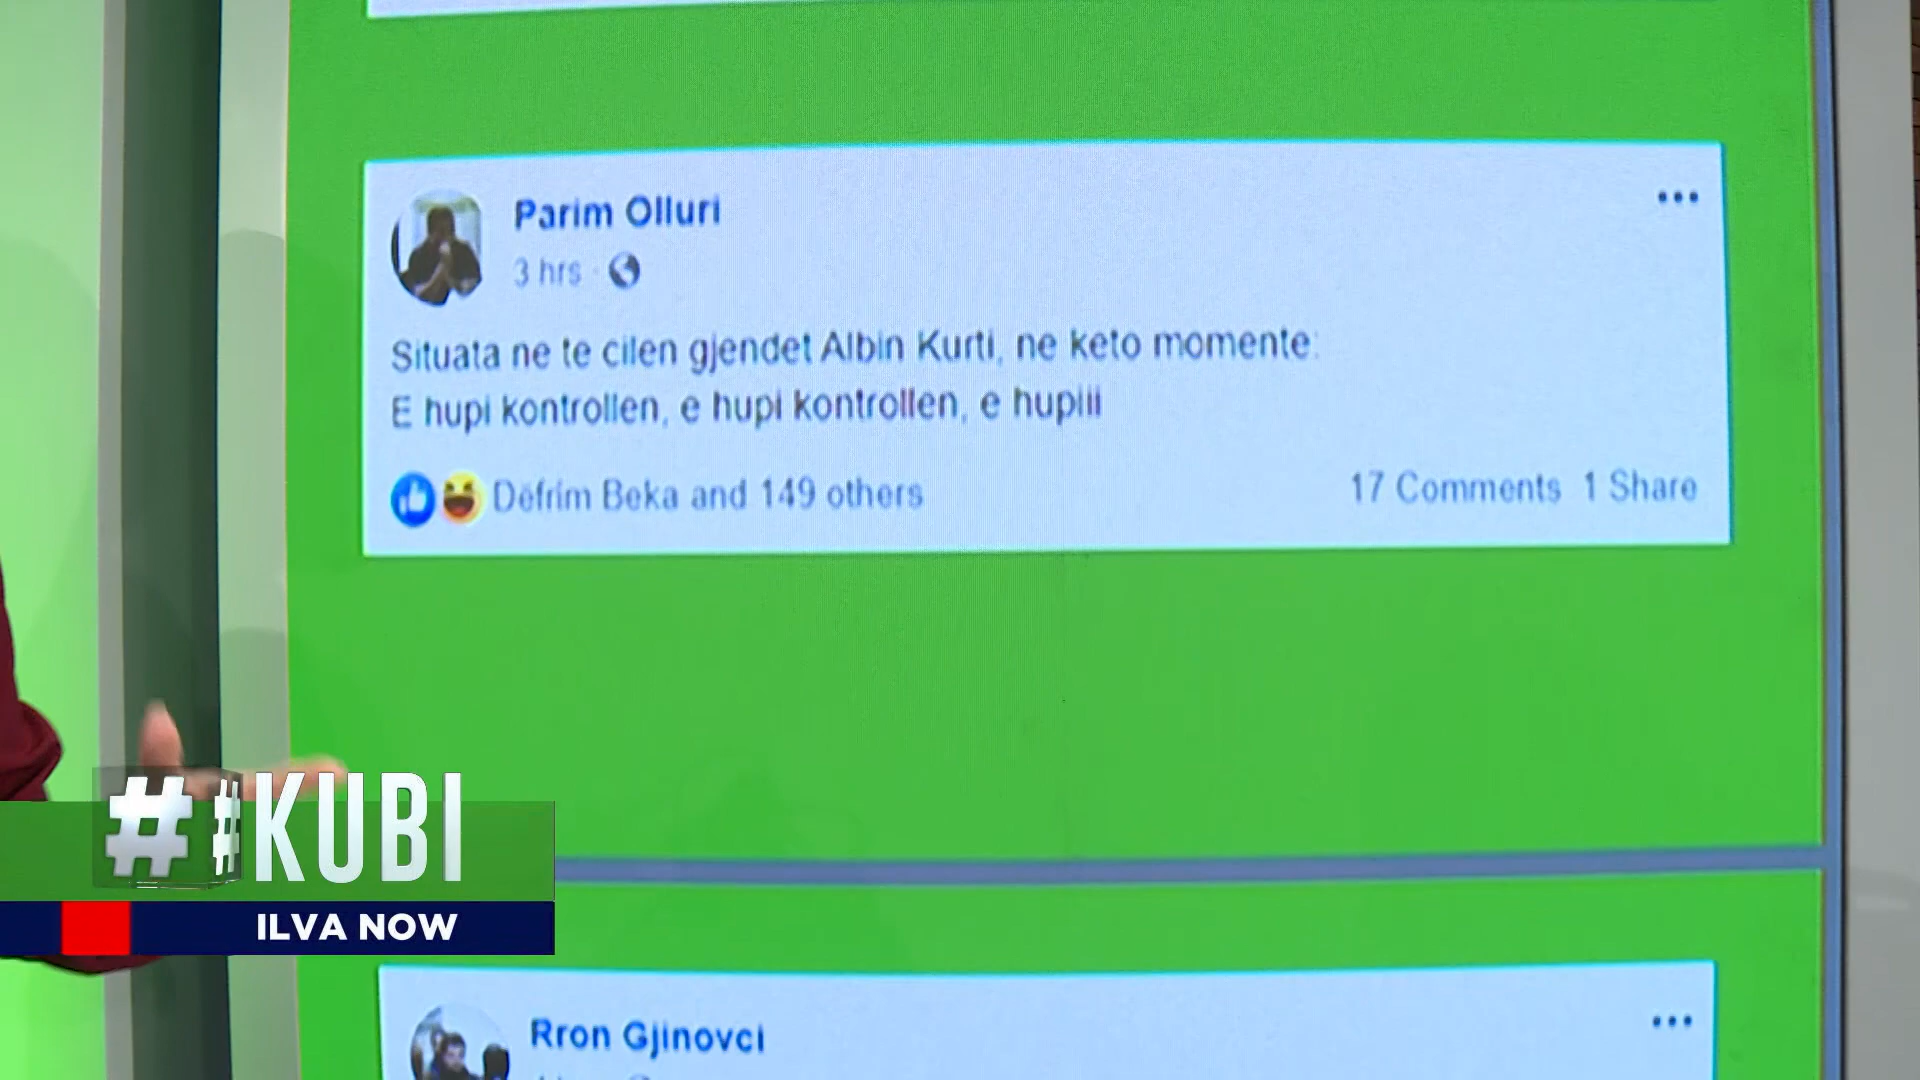 Parim Olluri
3 hrs
Situata ne te cilen gjendet Albin Kurti, ne keto momente:
E hupi kontrollen, e hupi kontrollen, e hupiii
Defrim Beka and 149 others
17 Comments 1 Share
##KUBI
ILVA NOW
Rron Gjinovci